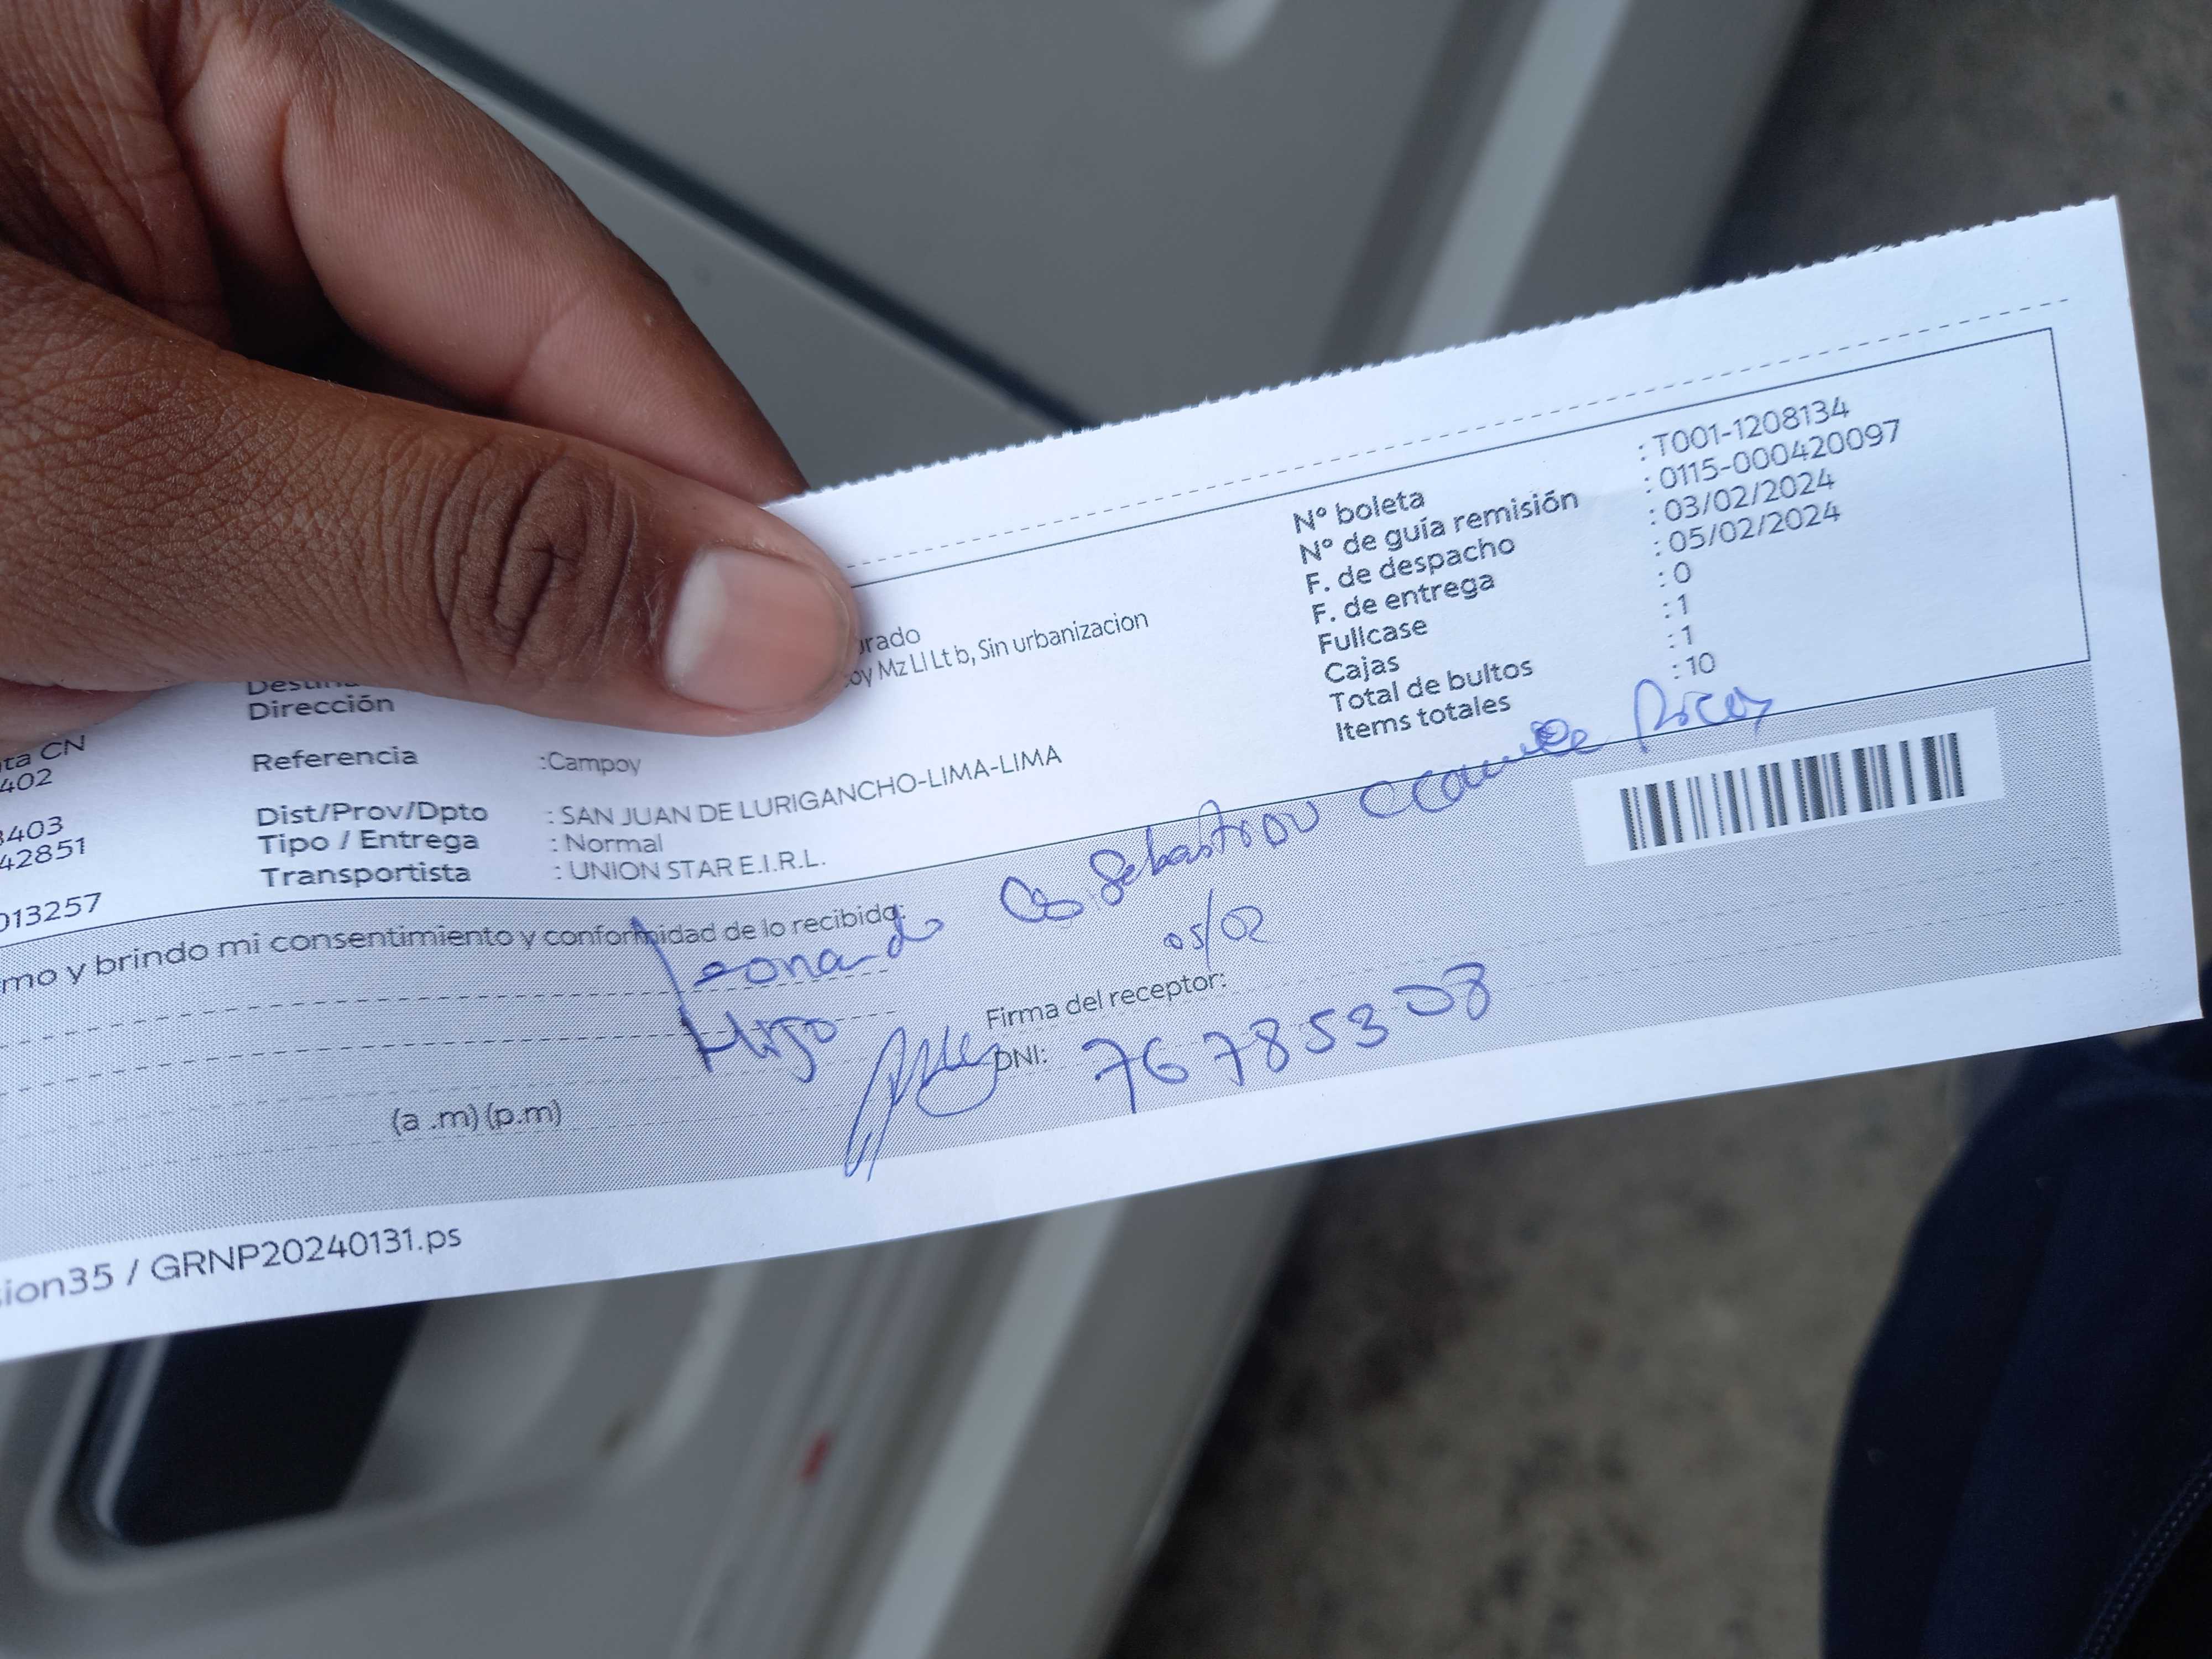 Nº boleta : T001-1208134
Nº de guía remisión : 0115-000420097
F. de despacho : 03/02/2024
F. de entrega : 05/02/2024
Fullcase : 0
Cajas : 1
Total de bultos : 1
Items totales : 10
urado
Dirección oy Mz Ll Lt b, Sin urbanizacion
ta CN
402
Referencia :Campoy
3403
Dist/Prov/Dpto : SAN JUAN DE LURIGANCHO-LIMA-LIMA
42851
Tipo / Entrega : Normal
Transportista : UNION STAR E.I.R.L.
013257
mo y brindo mi consentimiento y conformidad de lo recibido:
Leonardo Sebastian
05/02
Hijo
Firma del receptor:
DNI: 76785308
(a .m) (p.m)
sion35 / GRNP20240131.ps